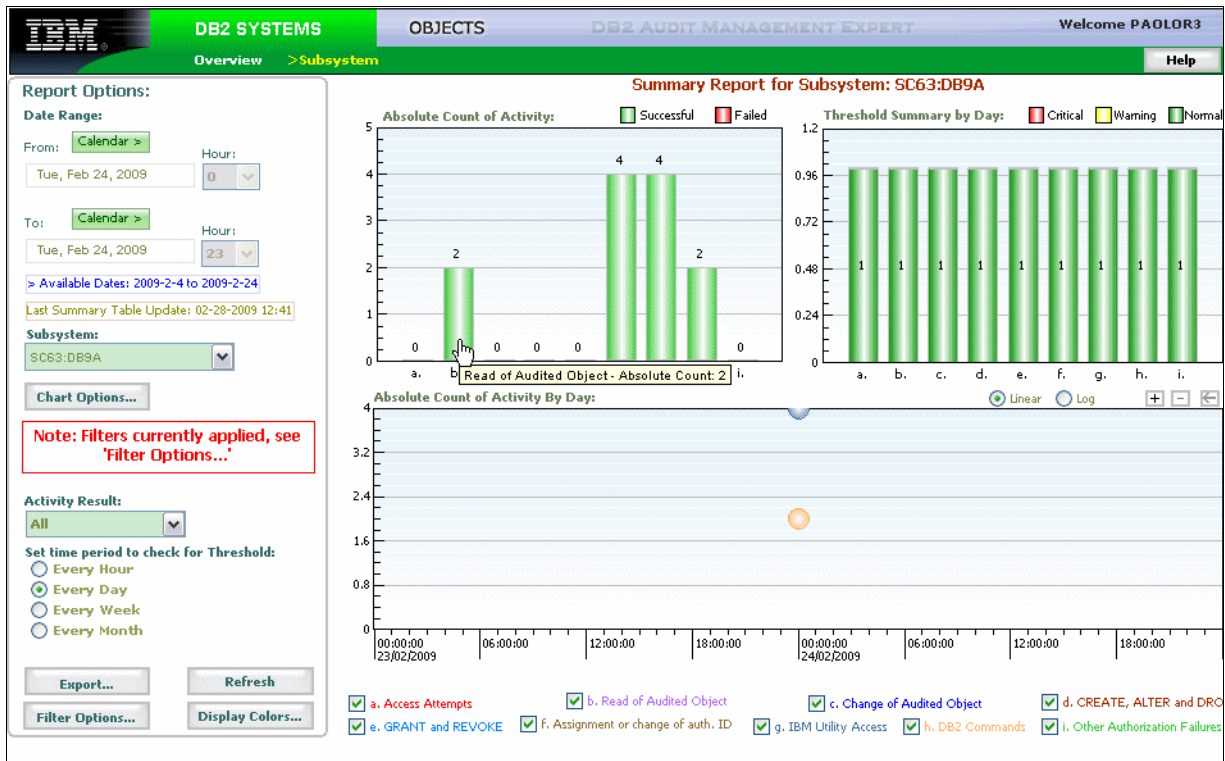 IBM®
DB2 SYSTEMS
OBJECTS
DB2 AUDIT MANAGEMENT EXPERT
Welcome PAOLOR3
Overview
>Subsystem
Help
Report Options:
Date Range:
From:
Calendar >
Hour:
Tue, Feb 24, 2009
0
To:
Calendar >
Hour:
Tue, Feb 24, 2009
23
> Available Dates: 2009-2-4 to 2009-2-24
Last Summary Table Update: 02-28-2009 12:41
Subsystem:
SC63:DB9A
Chart Options...
Note: Filters currently applied, see
'Filter Options...'
Activity Result:
All
Set time period to check for Threshold:
Every Hour
Every Day
Every Week
Every Month
Export...
Refresh
Filter Options...
Display Colors...
Summary Report for Subsystem: SC63:DB9A
Absolute Count of Activity:
Successful
Failed
5
4
3
2
1
0
0
2
0
0
0
4
4
2
0
a.
b
i.
Read of Audited Object - Absolute Count: 2
Threshold Summary by Day:
Critical
Warning
Normal
1.2
0.96
0.72
0.48
0.24
0
1
1
1
1
1
1
1
1
1
a.
b.
c.
d.
e.
f.
g.
h.
i.
Absolute Count of Activity By Day:
Linear
Log
4
3.2
2.4
1.6
0.8
0
00:00:00
23/02/2009
06:00:00
12:00:00
18:00:00
00:00:00
24/02/2009
06:00:00
12:00:00
18:00:00
a. Access Attempts
b. Read of Audited Object
c. Change of Audited Object
d. CREATE, ALTER and DRO
e. GRANT and REVOKE
f. Assignment or change of auth. ID
g. IBM Utility Access
h. DB2 Commands
i. Other Authorization Failures